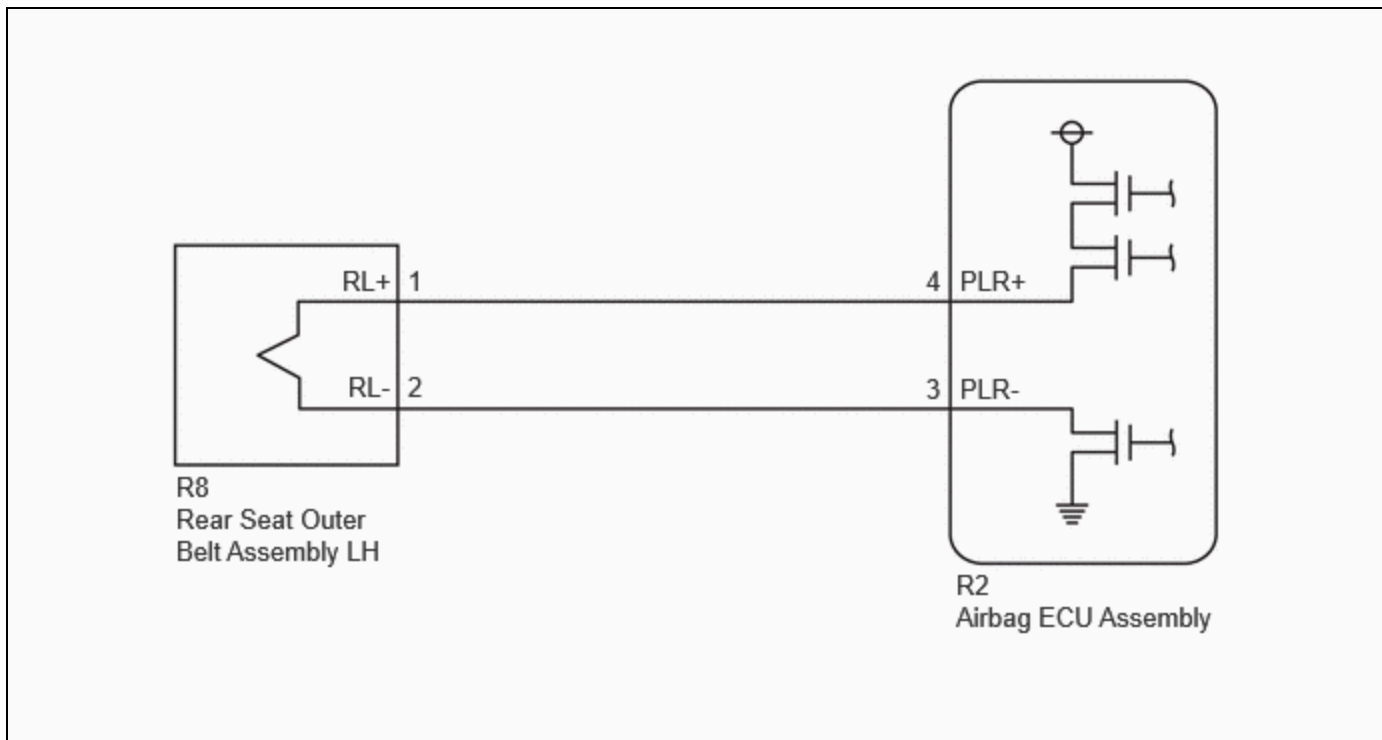 RL+ 1
4 PLR+
RL- 2
3 PLR-
R8
Rear Seat Outer
Belt Assembly LH
R2
Airbag ECU Assembly